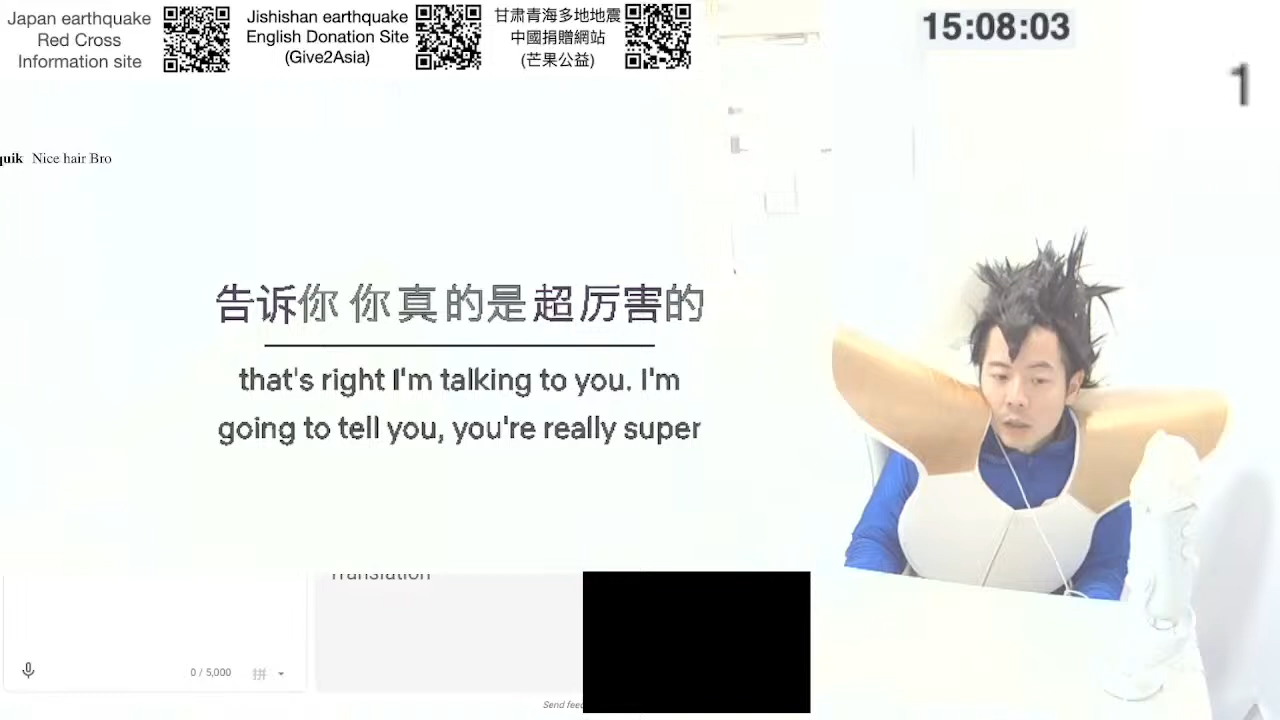 Japan earthquake
Red Cross
Information site
Jishishan earthquake
English Donation Site
(Give2Asia)
甘肅青海多地地震
中國捐贈網站
(芒果公益)
15:08:03
1
Nice hair Bro
告诉你 你真的是超厉害的
that's right I'm talking to you. I'm
going to tell you, you're really super
Translation
0 / 5,000
拼
Send